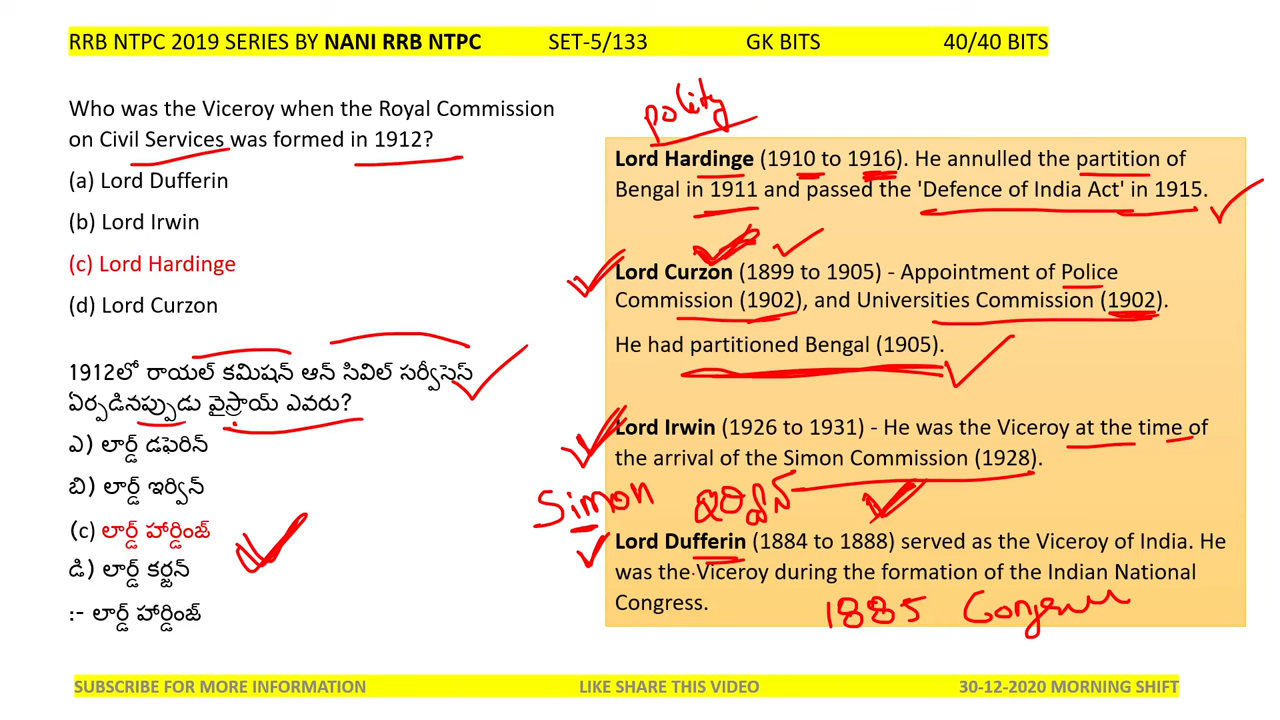 RRB NTPC 2019 SERIES BY NANI RRB NTPC SET-5/133 GK BITS 40/40 BITS
Who was the Viceroy when the Royal Commission
on Civil Services was formed in 1912?
(a) Lord Dufferin
(b) Lord Irwin
(c) Lord Hardinge
(d) Lord Curzon
1912లో రాయల్ కమిషన్ ఆన్ సివిల్ సర్వీసెస్
ఏర్పడినప్పుడు వైస్రాయ్ ఎవరు?
ఎ) లార్డ్ డఫెరిన్
బి) లార్డ్ ఇర్విన్
(c) లార్డ్ హార్డింజ్
డి) లార్డ్ కర్జన్
:- లార్డ్ హార్డింజ్
polity
Lord Hardinge (1910 to 1916). He annulled the partition of
Bengal in 1911 and passed the 'Defence of India Act' in 1915.
Lord Curzon (1899 to 1905) - Appointment of Police
Commission (1902), and Universities Commission (1902).
He had partitioned Bengal (1905).
Lord Irwin (1926 to 1931) - He was the Viceroy at the time of
the arrival of the Simon Commission (1928).
Simon ఇర్విన్
Lord Dufferin (1884 to 1888) served as the Viceroy of India. He
was the Viceroy during the formation of the Indian National
Congress.
1885 Congress
SUBSCRIBE FOR MORE INFORMATION LIKE SHARE THIS VIDEO 30-12-2020 MORNING SHIFT